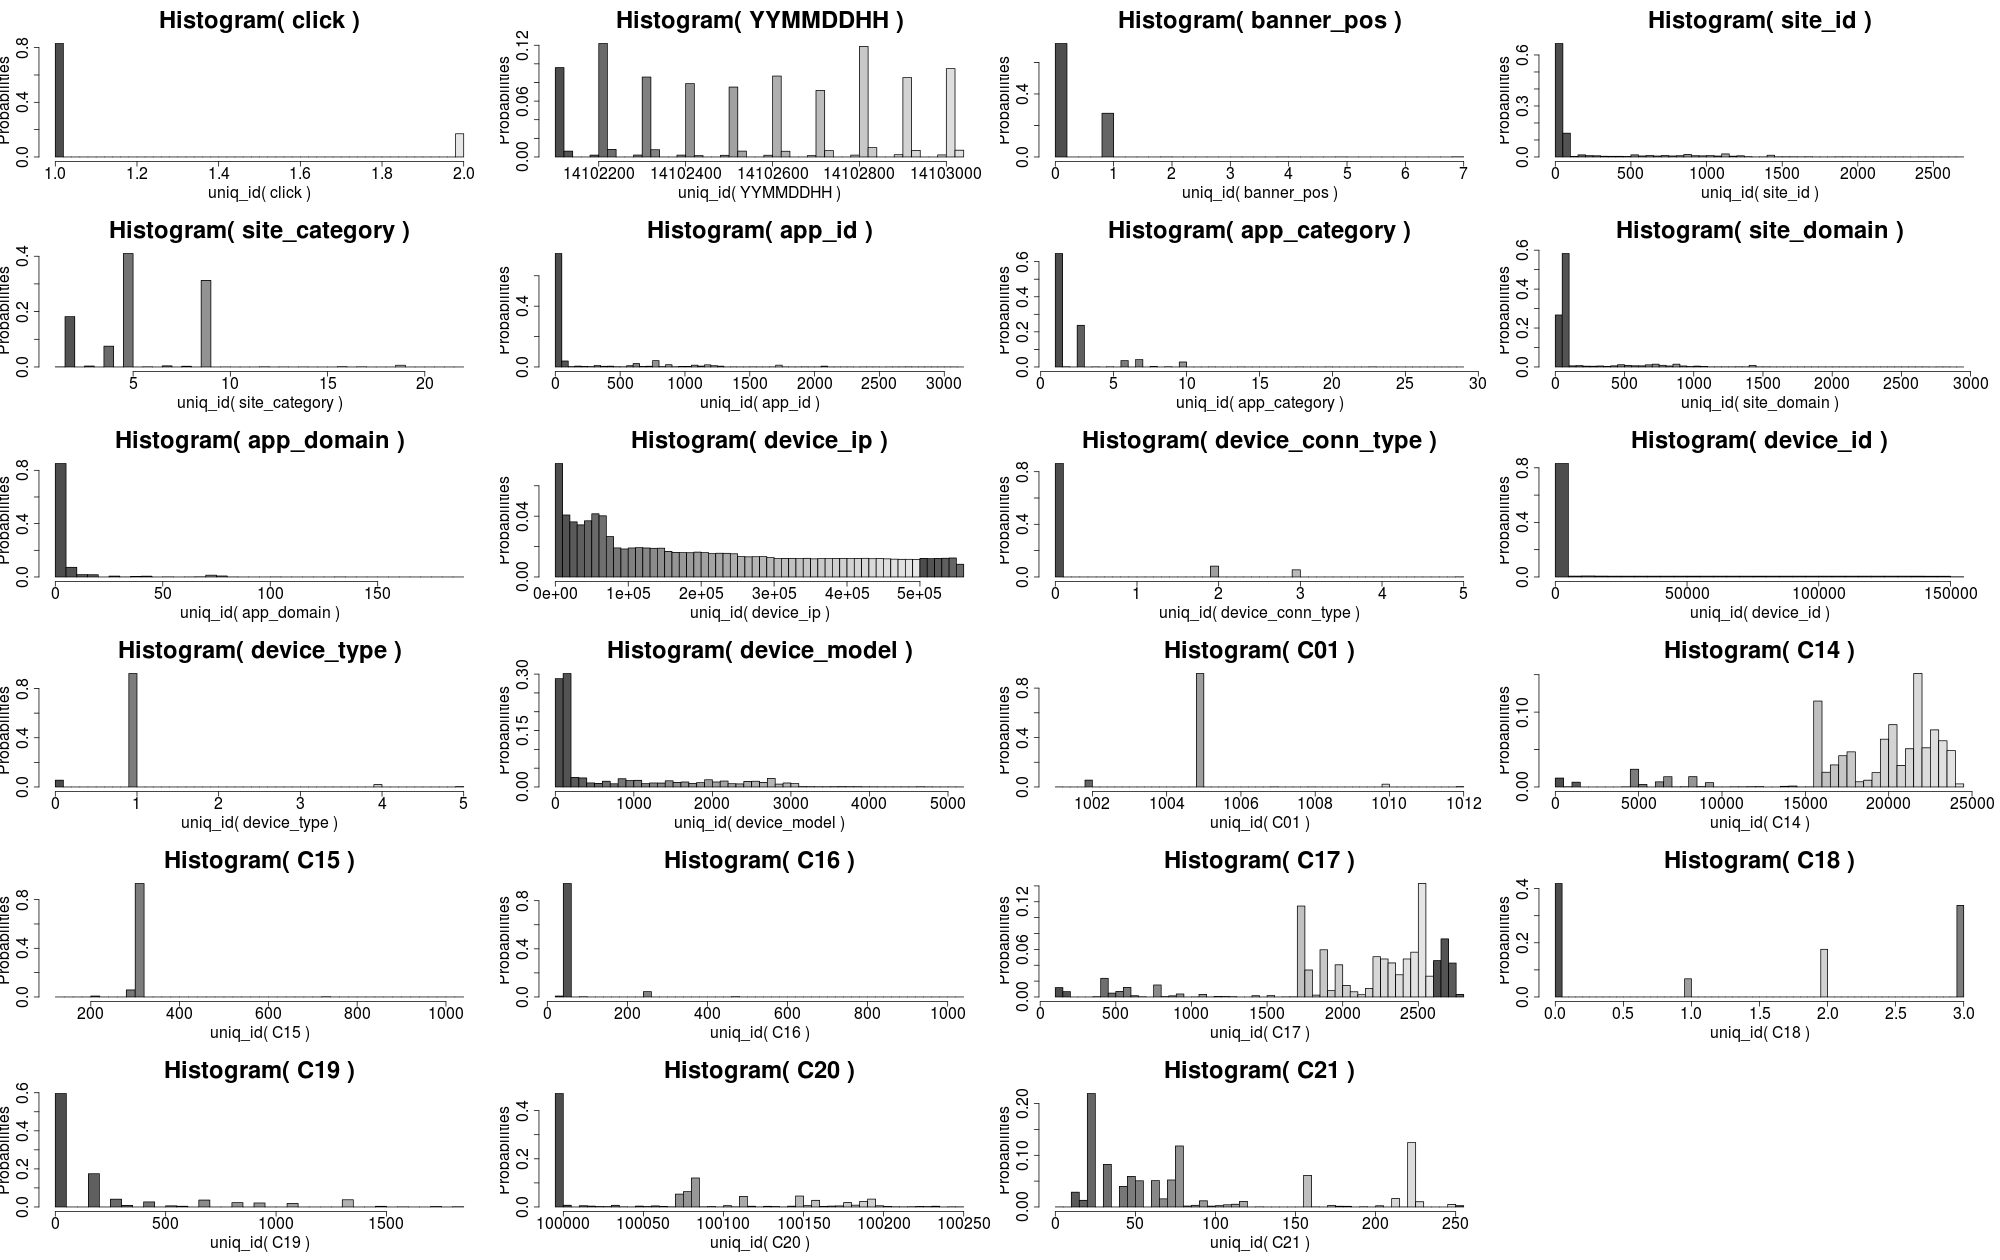 Histogram( click ) Histogram( YYMMDDHH ) Histogram( banner_pos ) Histogram( site_id )
Probabilities 0.0 0.4 0.8 Probabilities 0.00 0.06 0.12 Probabilities 0.0 0.4 Probabilities 0.0 0.3 0.6
1.0 1.2 1.4 1.6 1.8 2.0 14102200 14102400 14102600 14102800 14103000 0 1 2 3 4 5 6 7 0 500 1000 1500 2000 2500
uniq_id( click ) uniq_id( YYMMDDHH ) uniq_id( banner_pos ) uniq_id( site_id )
Histogram( site_category ) Histogram( app_id ) Histogram( app_category ) Histogram( site_domain )
Probabilities 0.0 0.2 0.4 Probabilities 0.0 0.4 Probabilities 0.0 0.2 0.4 0.6 Probabilities 0.0 0.2 0.4 0.6
5 10 15 20 0 500 1000 1500 2000 2500 3000 0 5 10 15 20 25 30 0 500 1000 1500 2000 2500 3000
uniq_id( site_category ) uniq_id( app_id ) uniq_id( app_category ) uniq_id( site_domain )
Histogram( app_domain ) Histogram( device_ip ) Histogram( device_conn_type ) Histogram( device_id )
Probabilities 0.0 0.4 0.8 Probabilities 0.00 0.04 Probabilities 0.0 0.4 0.8 Probabilities 0.0 0.4 0.8
0 50 100 150 0e+00 1e+05 2e+05 3e+05 4e+05 5e+05 0 1 2 3 4 5 0 50000 100000 150000
uniq_id( app_domain ) uniq_id( device_ip ) uniq_id( device_conn_type ) uniq_id( device_id )
Histogram( device_type ) Histogram( device_model ) Histogram( C01 ) Histogram( C14 )
Probabilities 0.0 0.4 0.8 Probabilities 0.00 0.15 0.30 Probabilities 0.0 0.4 0.8 Probabilities 0.00 0.10
0 1 2 3 4 5 0 1000 2000 3000 4000 5000 1002 1004 1006 1008 1010 1012 0 5000 10000 15000 20000 25000
uniq_id( device_type ) uniq_id( device_model ) uniq_id( C01 ) uniq_id( C14 )
Histogram( C15 ) Histogram( C16 ) Histogram( C17 ) Histogram( C18 )
Probabilities 0.0 0.4 0.8 Probabilities 0.0 0.4 0.8 Probabilities 0.00 0.06 0.12 Probabilities 0.0 0.2 0.4
200 400 600 800 1000 0 200 400 600 800 1000 0 500 1000 1500 2000 2500 0.0 0.5 1.0 1.5 2.0 2.5 3.0
uniq_id( C15 ) uniq_id( C16 ) uniq_id( C17 ) uniq_id( C18 )
Histogram( C19 ) Histogram( C20 ) Histogram( C21 )
Probabilities 0.0 0.2 0.4 0.6 Probabilities 0.0 0.2 0.4 Probabilities 0.00 0.10 0.20
0 500 1000 1500 100000 100050 100100 100150 100200 100250 0 50 100 150 200 250
uniq_id( C19 ) uniq_id( C20 ) uniq_id( C21 )